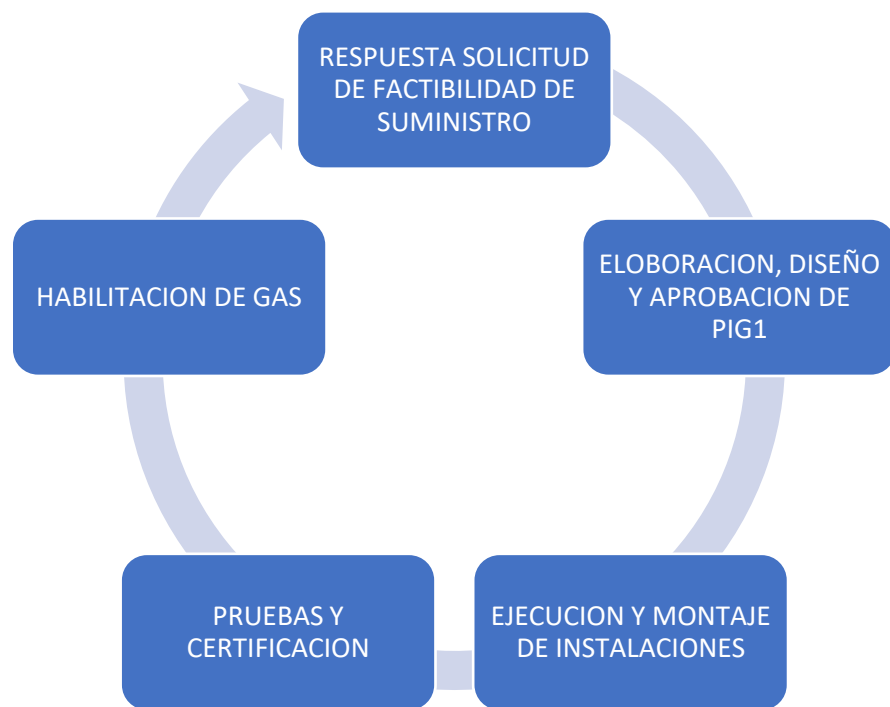 RESPUESTA SOLICITUD
DE FACTIBILIDAD DE
SUMINISTRO
ELOBORACION, DISEÑO
Y APROBACION DE
PIG1
EJECUCION Y MONTAJE
DE INSTALACIONES
PRUEBAS Y
CERTIFICACION
HABILITACION DE GAS